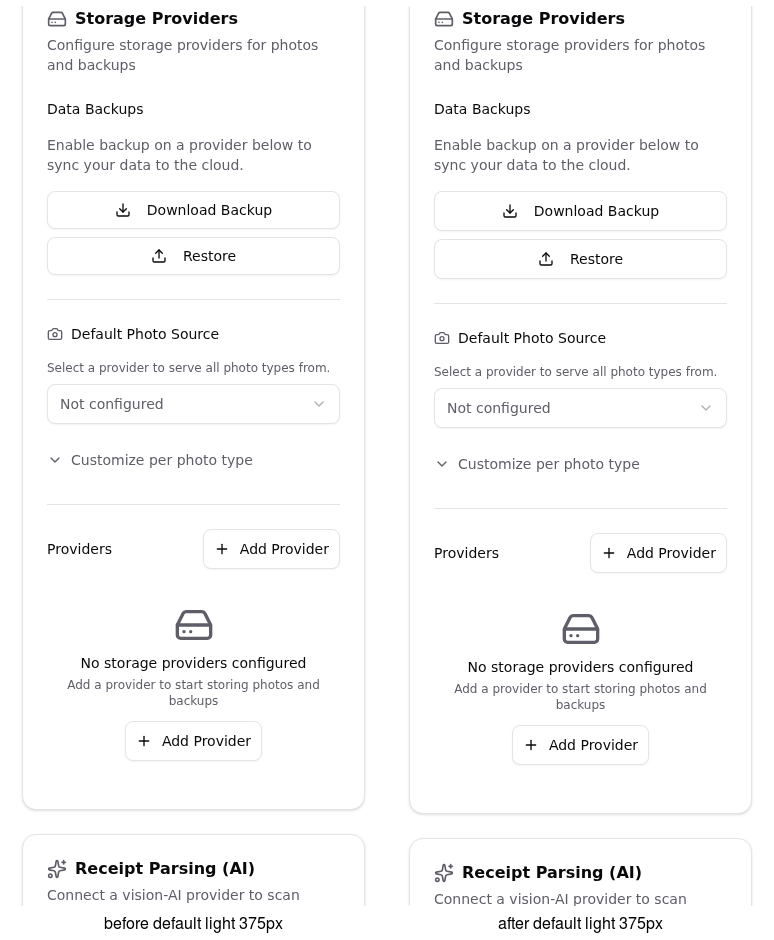 Storage Providers
Configure storage providers for photos
and backups
Data Backups
Enable backup on a provider below to
sync your data to the cloud.
Download Backup
Restore
Default Photo Source
Select a provider to serve all photo types from.
Not configured
Customize per photo type
Providers
Add Provider
No storage providers configured
Add a provider to start storing photos and
backups
Add Provider
Receipt Parsing (AI)
Connect a vision-AI provider to scan
before default light 375px
Storage Providers
Configure storage providers for photos
and backups
Data Backups
Enable backup on a provider below to
sync your data to the cloud.
Download Backup
Restore
Default Photo Source
Select a provider to serve all photo types from.
Not configured
Customize per photo type
Providers
Add Provider
No storage providers configured
Add a provider to start storing photos and
backups
Add Provider
Receipt Parsing (AI)
Connect a vision-AI provider to scan
after default light 375px